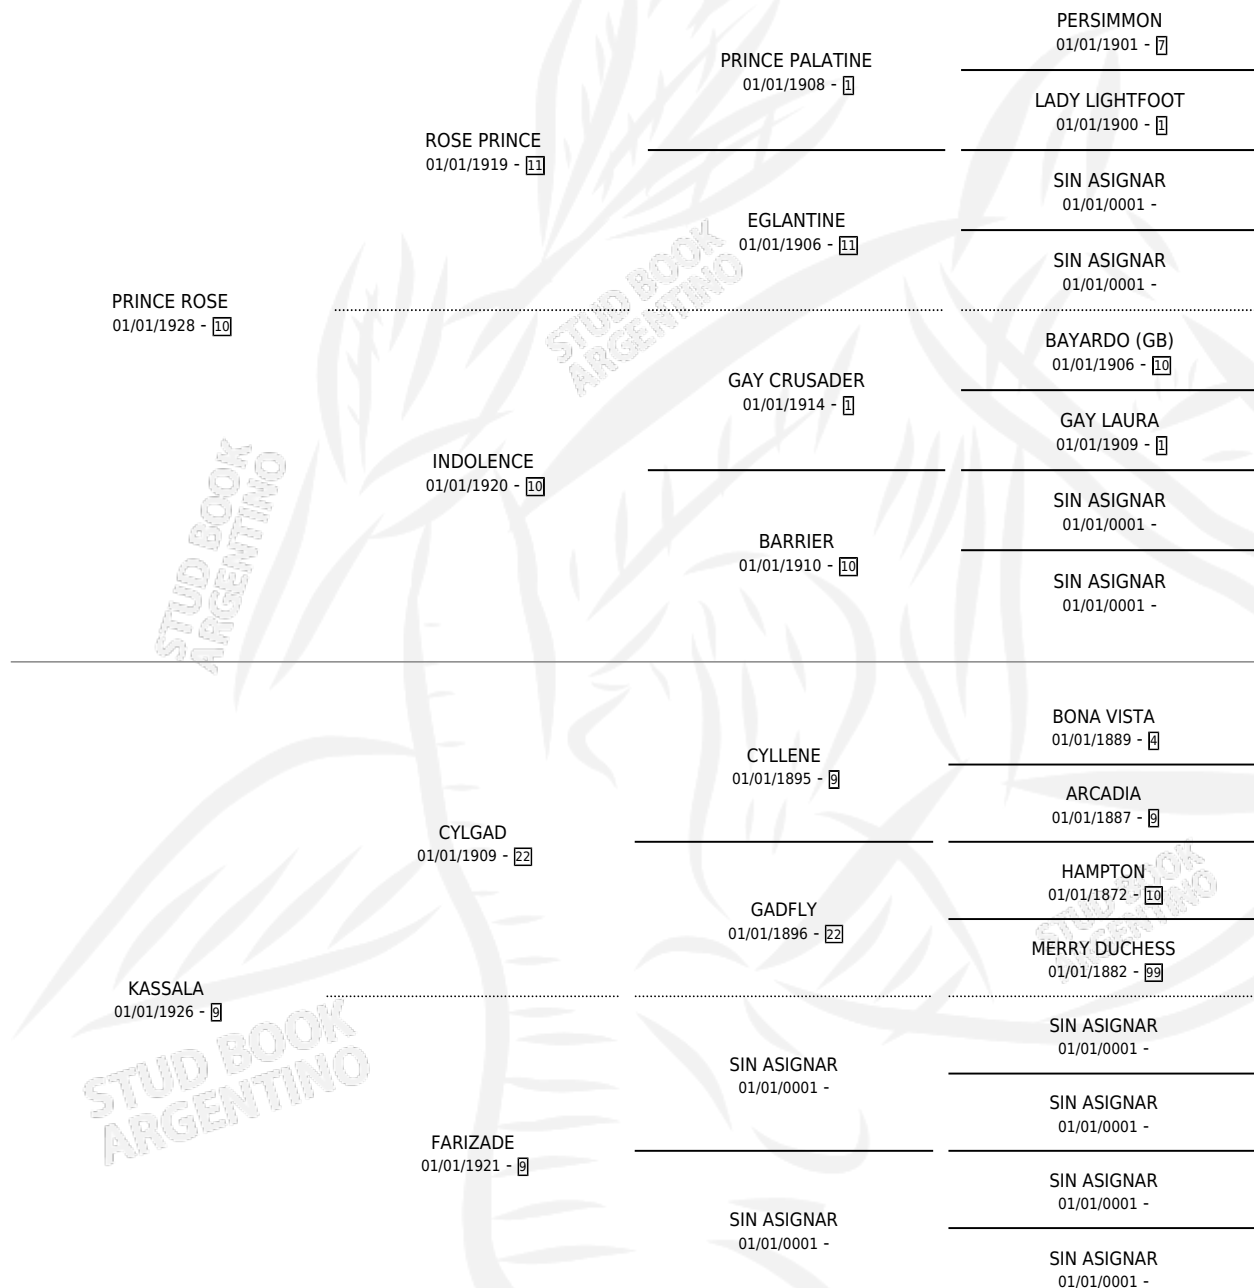 PERSIMMON
01/01/1901 - 7
PRINCE PALATINE
01/01/1908 - 1
LADY LIGHTFOOT
01/01/1900 - 1
ROSE PRINCE
01/01/1919 - 11
SIN ASIGNAR
01/01/0001 -
EGLANTINE
01/01/1906 - 11
SIN ASIGNAR
01/01/0001 -
PRINCE ROSE
01/01/1928 - 10
BAYARDO (GB)
01/01/1906 - 10
GAY CRUSADER
01/01/1914 - 1
GAY LAURA
01/01/1909 - 1
INDOLENCE
01/01/1920 - 10
SIN ASIGNAR
01/01/0001 -
BARRIER
01/01/1910 - 10
SIN ASIGNAR
01/01/0001 -
BONA VISTA
01/01/1889 - 4
CYLLENE
01/01/1895 - 9
ARCADIA
01/01/1887 - 9
CYLGAD
01/01/1909 - 22
HAMPTON
01/01/1872 - 10
GADFLY
01/01/1896 - 22
MERRY DUCHESS
01/01/1882 - 99
KASSALA
01/01/1926 - 9
SIN ASIGNAR
01/01/0001 -
SIN ASIGNAR
01/01/0001 -
SIN ASIGNAR
01/01/0001 -
FARIZADE
01/01/1921 - 9
SIN ASIGNAR
01/01/0001 -
SIN ASIGNAR
01/01/0001 -
SIN ASIGNAR
01/01/0001 -
STUD BOOK
ARGENTINO
STUD BOOK
ARGENTINO
STUD BOOK
ARGENTINO
STUD BOOK
ARGENTINO